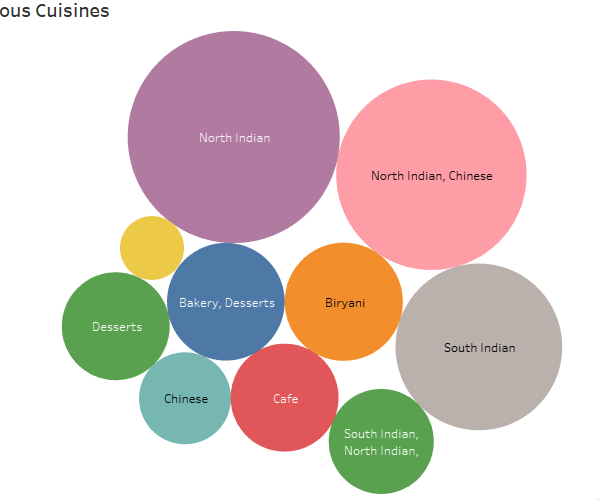 ous Cuisines
North Indian
North Indian, Chinese
Bakery, Desserts
Biryani
Desserts
South Indian
Chinese
Cafe
South Indian,
North Indian,